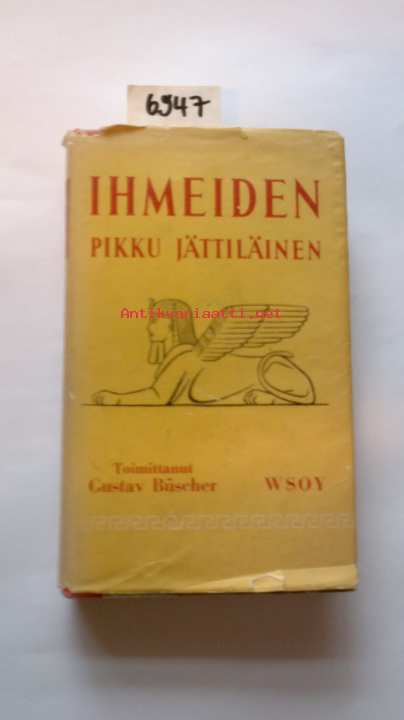 6947
IHMEIDEN
PIKKU JÄTTILÄINEN
Antikvariaatti.net
Toimittanut
Gustav Büscher WSOY